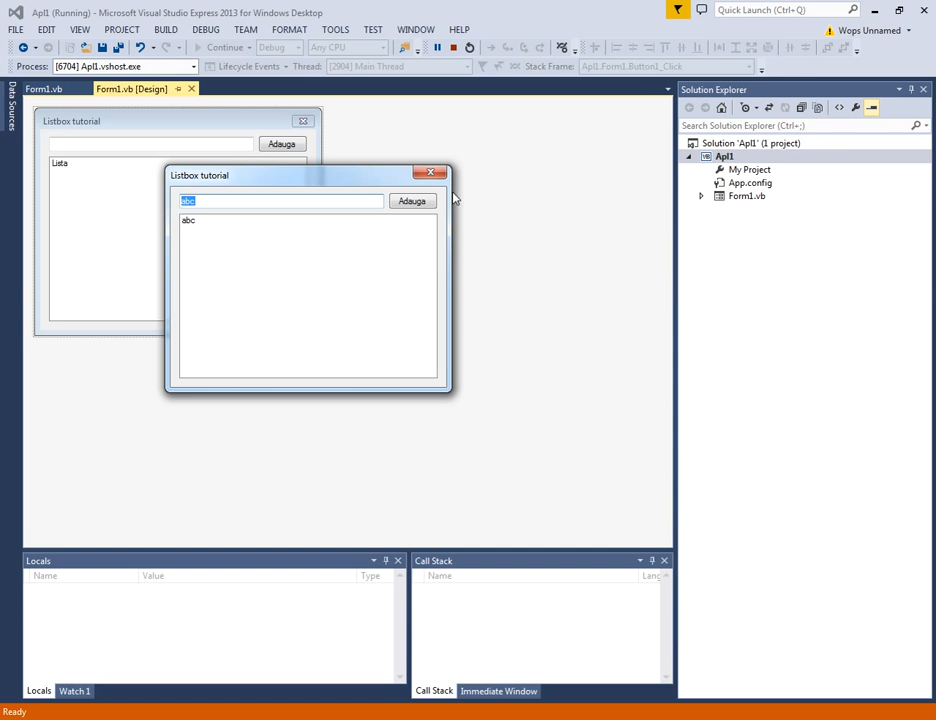 Apl1 (Running) - Microsoft Visual Studio Express 2013 for Windows Desktop
Quick Launch (Ctrl+Q)
FILE EDIT VIEW PROJECT BUILD DEBUG TEAM FORMAT TOOLS TEST WINDOW HELP
Wops Unnamed
Continue Debug Any CPU
Process: [6704] Apl1.vshost.exe Lifecycle Events Thread: [2904] Main Thread Stack Frame: Apl1.Form1.Button1_Click
Data Sources
Form1.vb Form1.vb [Design]
Solution Explorer
Listbox tutorial
Adauga
Lista
Listbox tutorial
abc Adauga
abc
Search Solution Explorer (Ctrl+;)
Solution 'Apl1' (1 project)
VB Apl1
My Project
App.config
Form1.vb
Locals
Name Value Type
Call Stack
Name Lang
Locals Watch 1
Call Stack Immediate Window
Ready